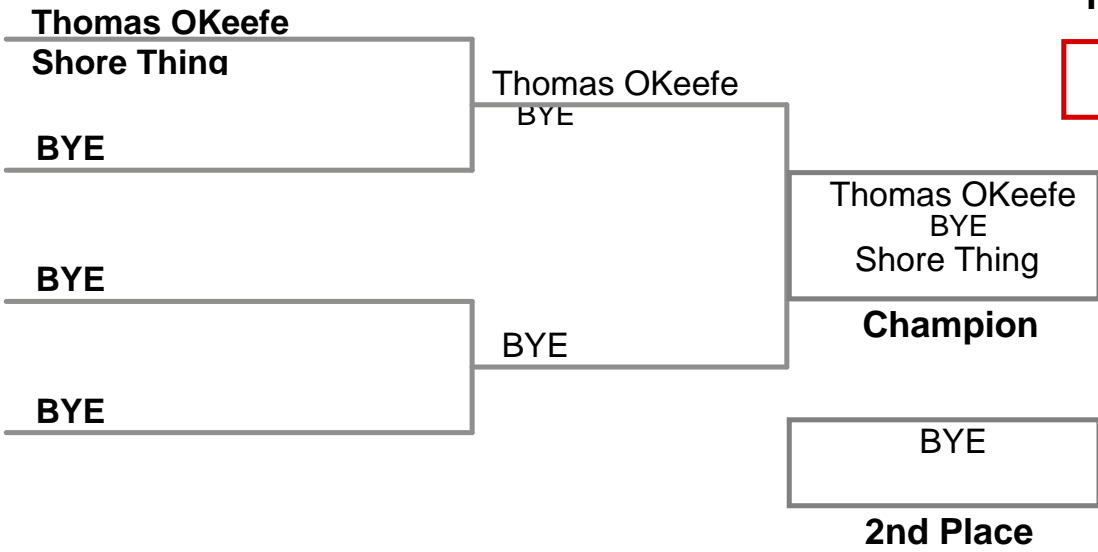 Thomas OKeefe
Shore Thing
Thomas OKeefe
BYE
BYE
Thomas OKeefe
BYE
Shore Thing
BYE
Champion
BYE
BYE
BYE
2nd Place